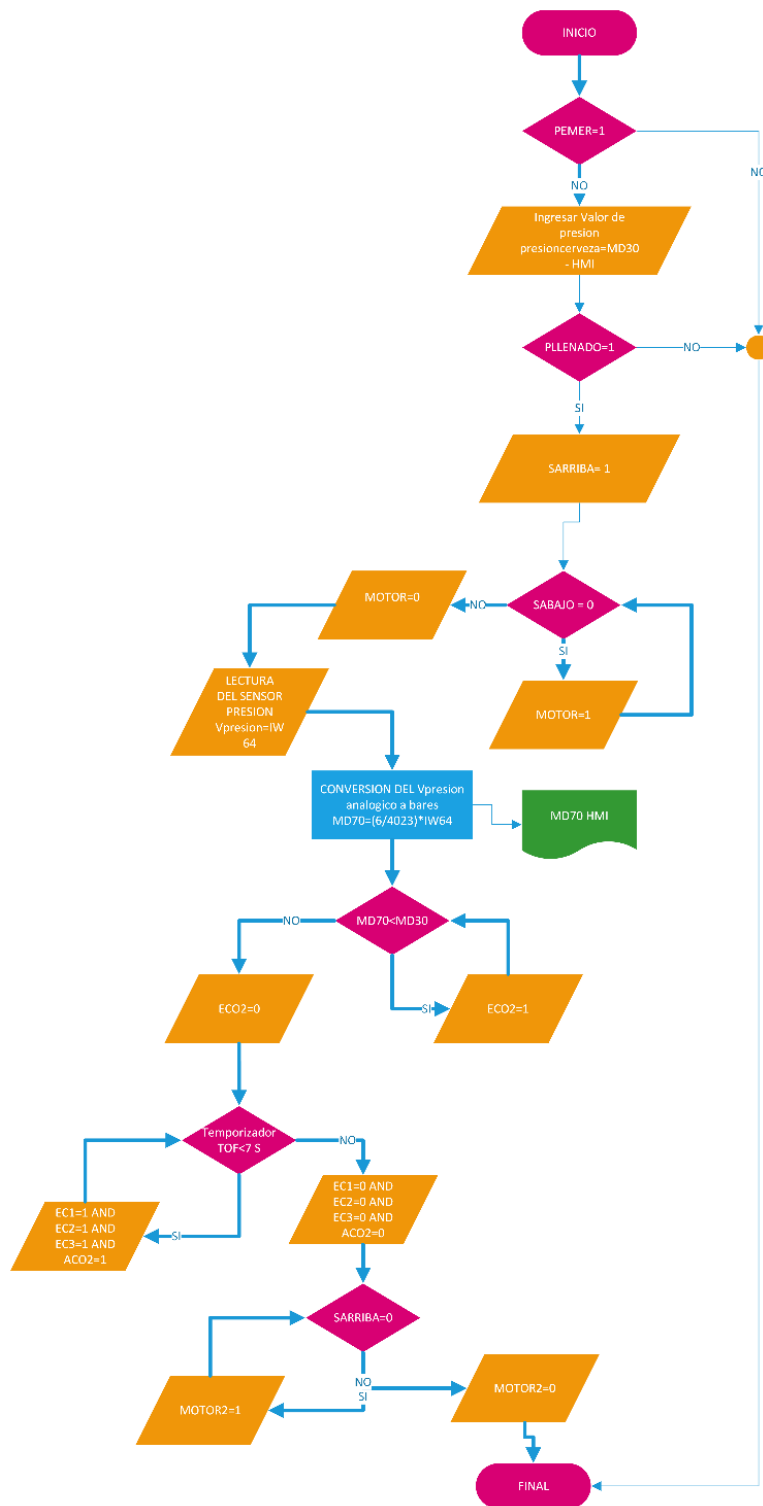 INICIO
PEMER=1
NO
NO
Ingresar Valor de
presion
presioncerveza=MD30
- HMI
PLLENADO=1
NO
SI
SARRIBA= 1
SABAJO = 0
NO
MOTOR=0
SI
MOTOR=1
LECTURA
DEL SENSOR
PRESION
Vpresion=IW
64
CONVERSION DEL Vpresion
analogico a bares
MD70=(6/4023)*IW64
MD70 HMI
MD70<MD30
NO
SI
ECO2=0
ECO2=1
Temporizador
TOF<7 S
NO
SI
EC1=1 AND
EC2=1 AND
EC3=1 AND
ACO2=1
EC1=0 AND
EC2=0 AND
EC3=0 AND
ACO2=0
SARRIBA=0
NO
SI
MOTOR2=1
MOTOR2=0
FINAL